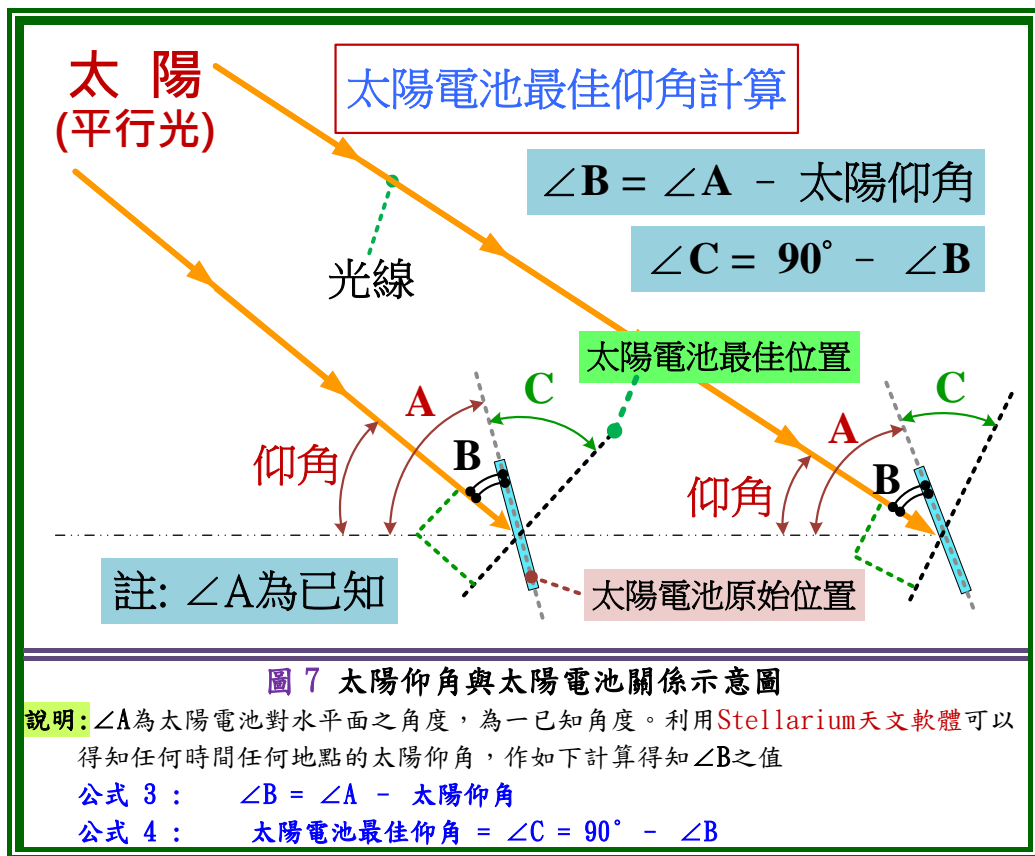 太 陽
(平行光)
太陽電池最佳仰角計算
∠B = ∠A - 太陽仰角
∠C = 90° - ∠B
光線
太陽電池最佳位置
C
C
A
A
B
B
仰角
仰角
註: ∠A為已知
太陽電池原始位置
圖 7 太陽仰角與太陽電池關係示意圖
說明:∠A為太陽電池對水平面之角度，為一已知角度。利用Stellarium天文軟體可以
得知任何時間任何地點的太陽仰角，作如下計算得知∠B之值
公式 3 : ∠B = ∠A - 太陽仰角
公式 4 : 太陽電池最佳仰角 = ∠C = 90° - ∠B